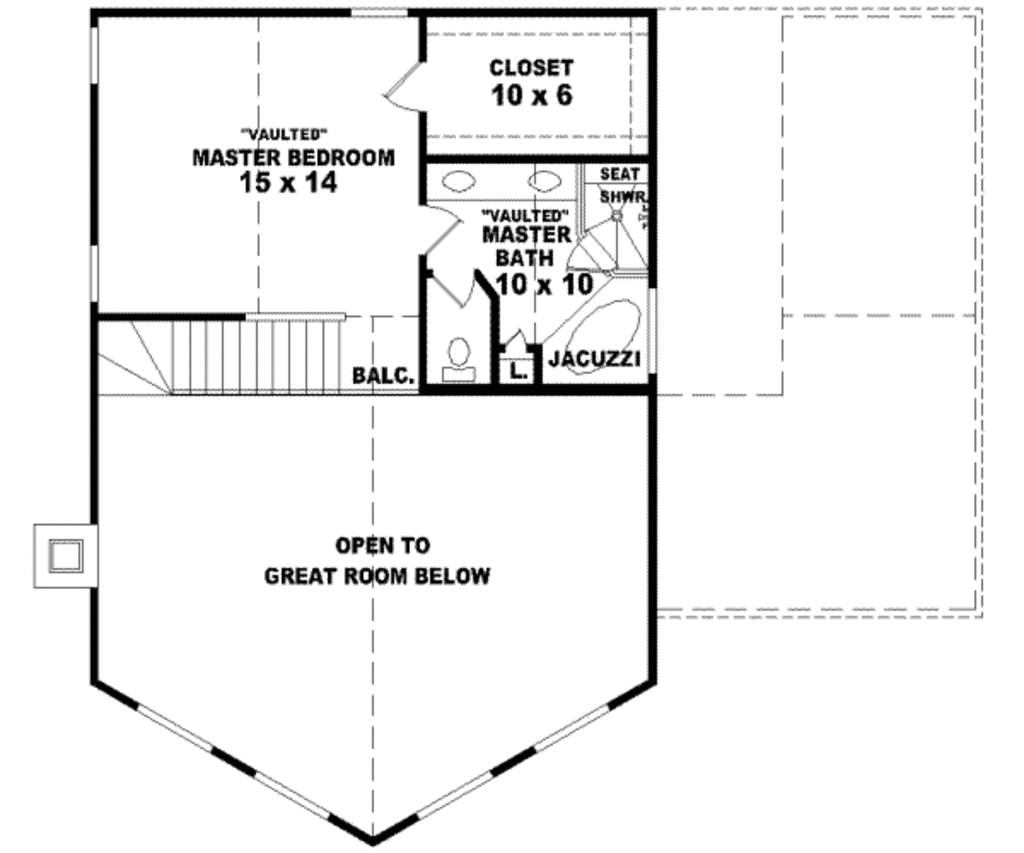 CLOSET
10 x 6
"VAULTED"
MASTER BEDROOM
15 x 14
SEAT
SHWR.
"VAULTED"
MASTER
BATH
10 x 10
JACUZZI
L.
BALC.
OPEN TO
GREAT ROOM BELOW